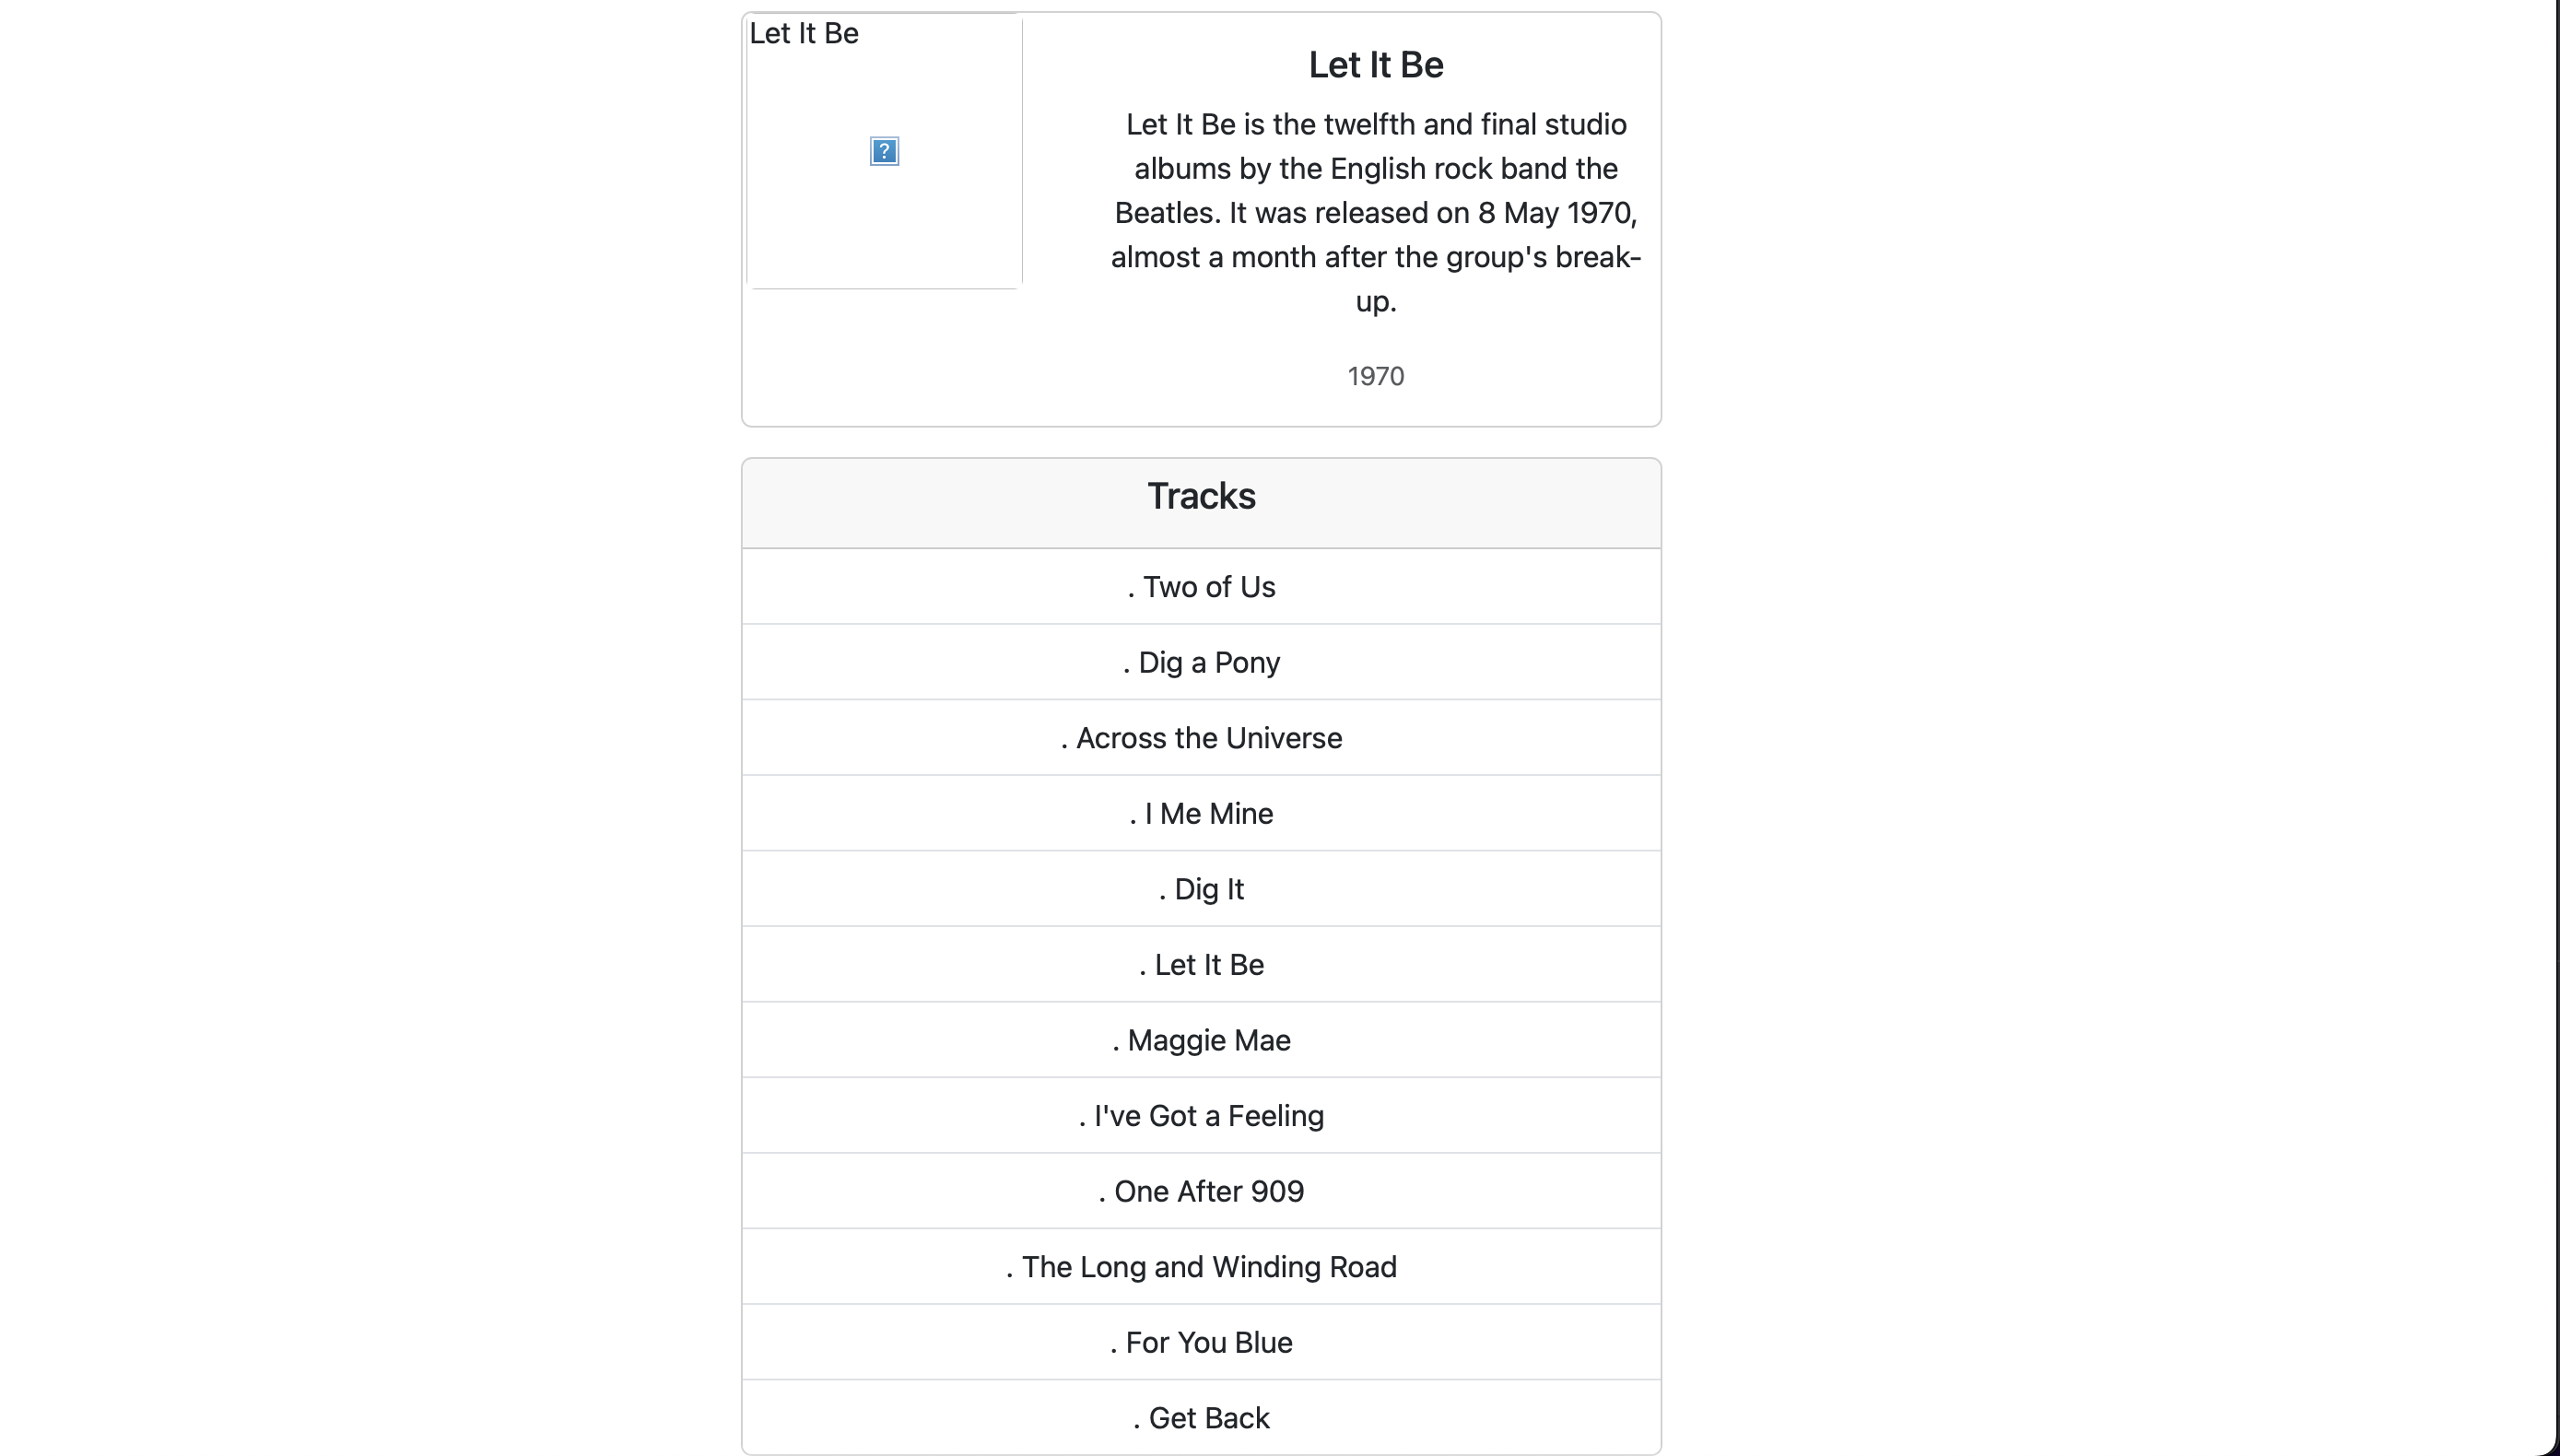 Let It Be
?
Let It Be
Let It Be is the twelfth and final studio
albums by the English rock band the
Beatles. It was released on 8 May 1970,
almost a month after the group's break-
up.
1970
Tracks
. Two of Us
. Dig a Pony
. Across the Universe
. I Me Mine
. Dig It
. Let It Be
. Maggie Mae
. I've Got a Feeling
. One After 909
. The Long and Winding Road
. For You Blue
. Get Back